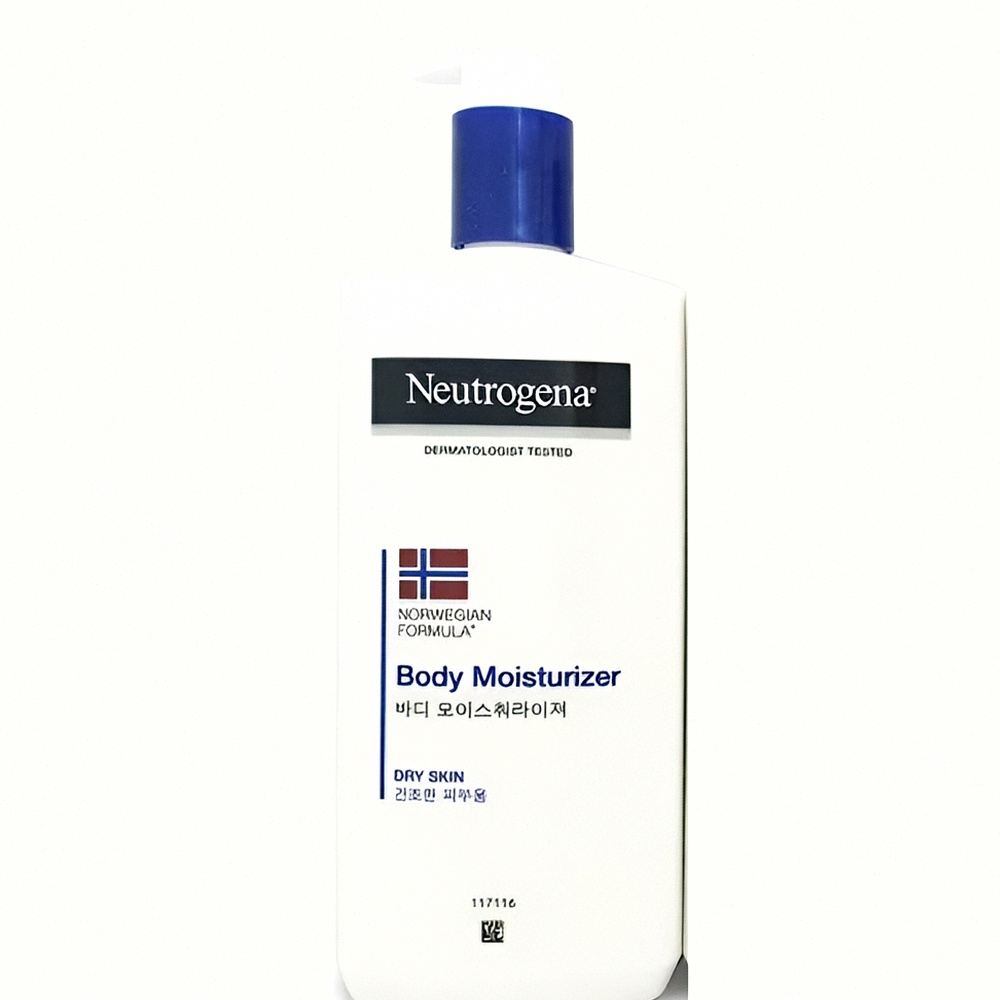 Neutrogena®
DERMATOLOGIST TESTED
NORWEGIAN
FORMULA®
Body Moisturizer
바디 모이스춰라이져
DRY SKIN
건조한 피부용
117116